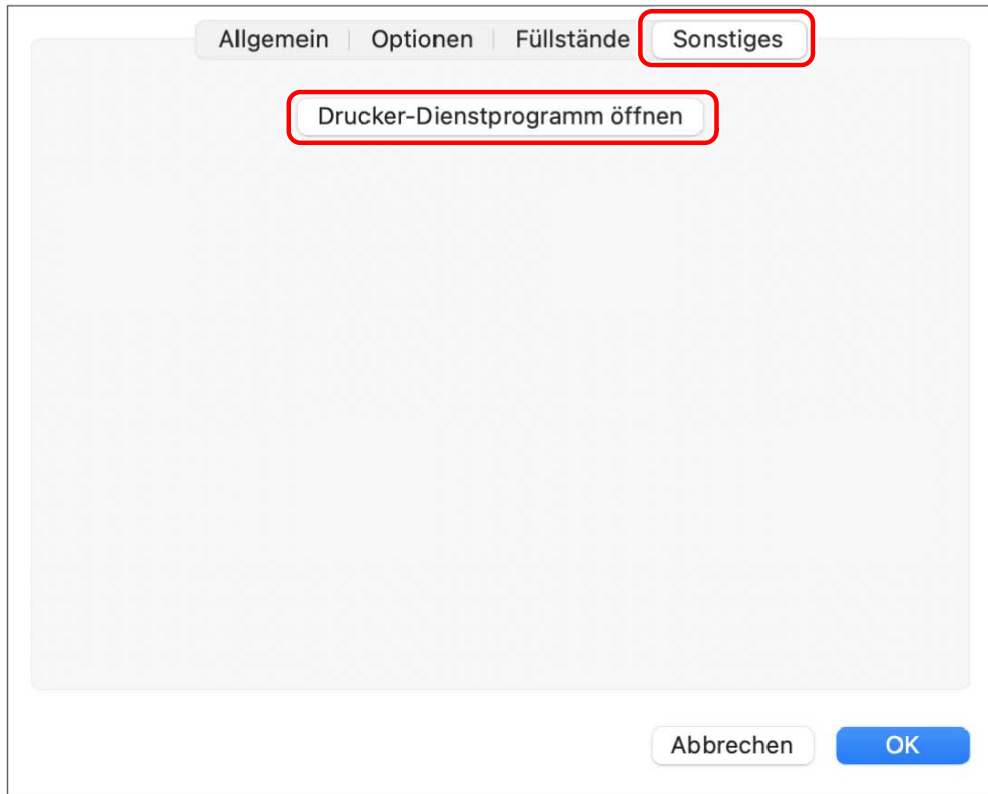 Allgemein Optionen Füllstände Sonstiges
Drucker-Dienstprogramm öffnen
Abbrechen OK